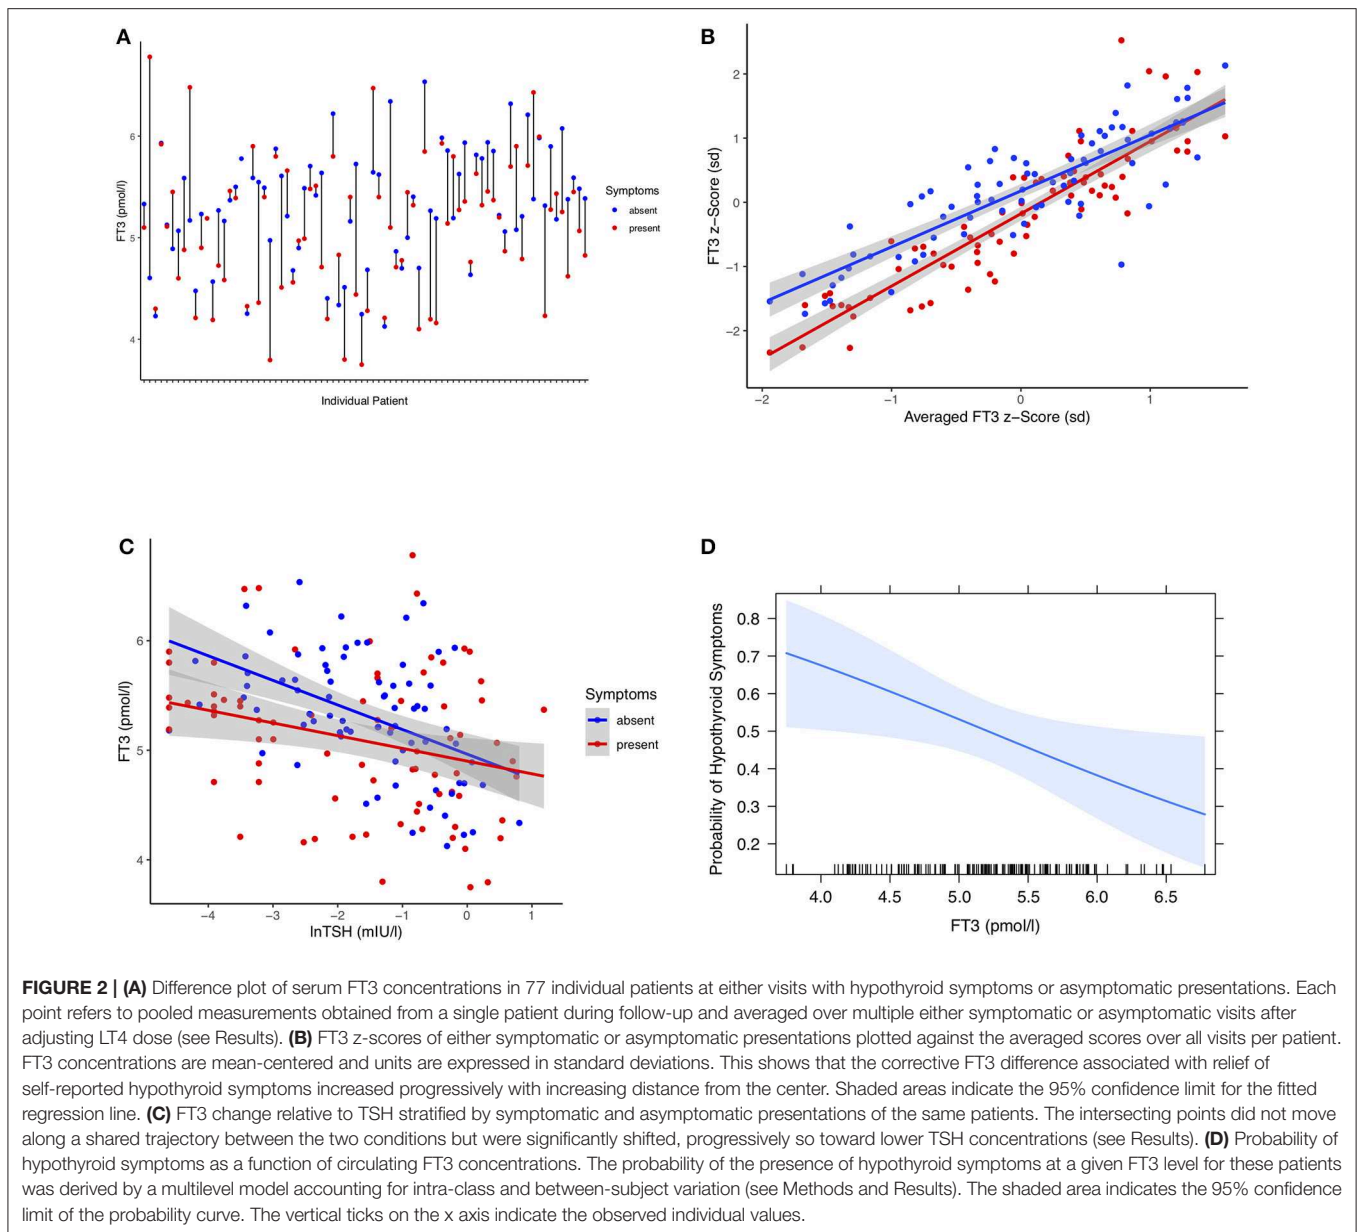 A
FT3 (pmol/l)
6
5
4
Individual Patient
Symptoms
absent
present
B
FT3 z−Score (sd)
2
1
0
−1
−2
−2 −1 0 1
Averaged FT3 z−Score (sd)
C
FT3 (pmol/l)
6
5
4
−4 −3 −2 −1 0 1
lnTSH (mIU/l)
Symptoms
absent
present
D
Probability of Hypothyroid Symptoms
0.8
0.7
0.6
0.5
0.4
0.3
0.2
4.0 4.5 5.0 5.5 6.0 6.5
FT3 (pmol/l)
FIGURE 2 | (A) Difference plot of serum FT3 concentrations in 77 individual patients at either visits with hypothyroid symptoms or asymptomatic presentations. Each
point refers to pooled measurements obtained from a single patient during follow-up and averaged over multiple either symptomatic or asymptomatic visits after
adjusting LT4 dose (see Results). (B) FT3 z-scores of either symptomatic or asymptomatic presentations plotted against the averaged scores over all visits per patient.
FT3 concentrations are mean-centered and units are expressed in standard deviations. This shows that the corrective FT3 difference associated with relief of
self-reported hypothyroid symptoms increased progressively with increasing distance from the center. Shaded areas indicate the 95% confidence limit for the fitted
regression line. (C) FT3 change relative to TSH stratified by symptomatic and asymptomatic presentations of the same patients. The intersecting points did not move
along a shared trajectory between the two conditions but were significantly shifted, progressively so toward lower TSH concentrations (see Results). (D) Probability of
hypothyroid symptoms as a function of circulating FT3 concentrations. The probability of the presence of hypothyroid symptoms at a given FT3 level for these patients
was derived by a multilevel model accounting for intra-class and between-subject variation (see Methods and Results). The shaded area indicates the 95% confidence
limit of the probability curve. The vertical ticks on the x axis indicate the observed individual values.